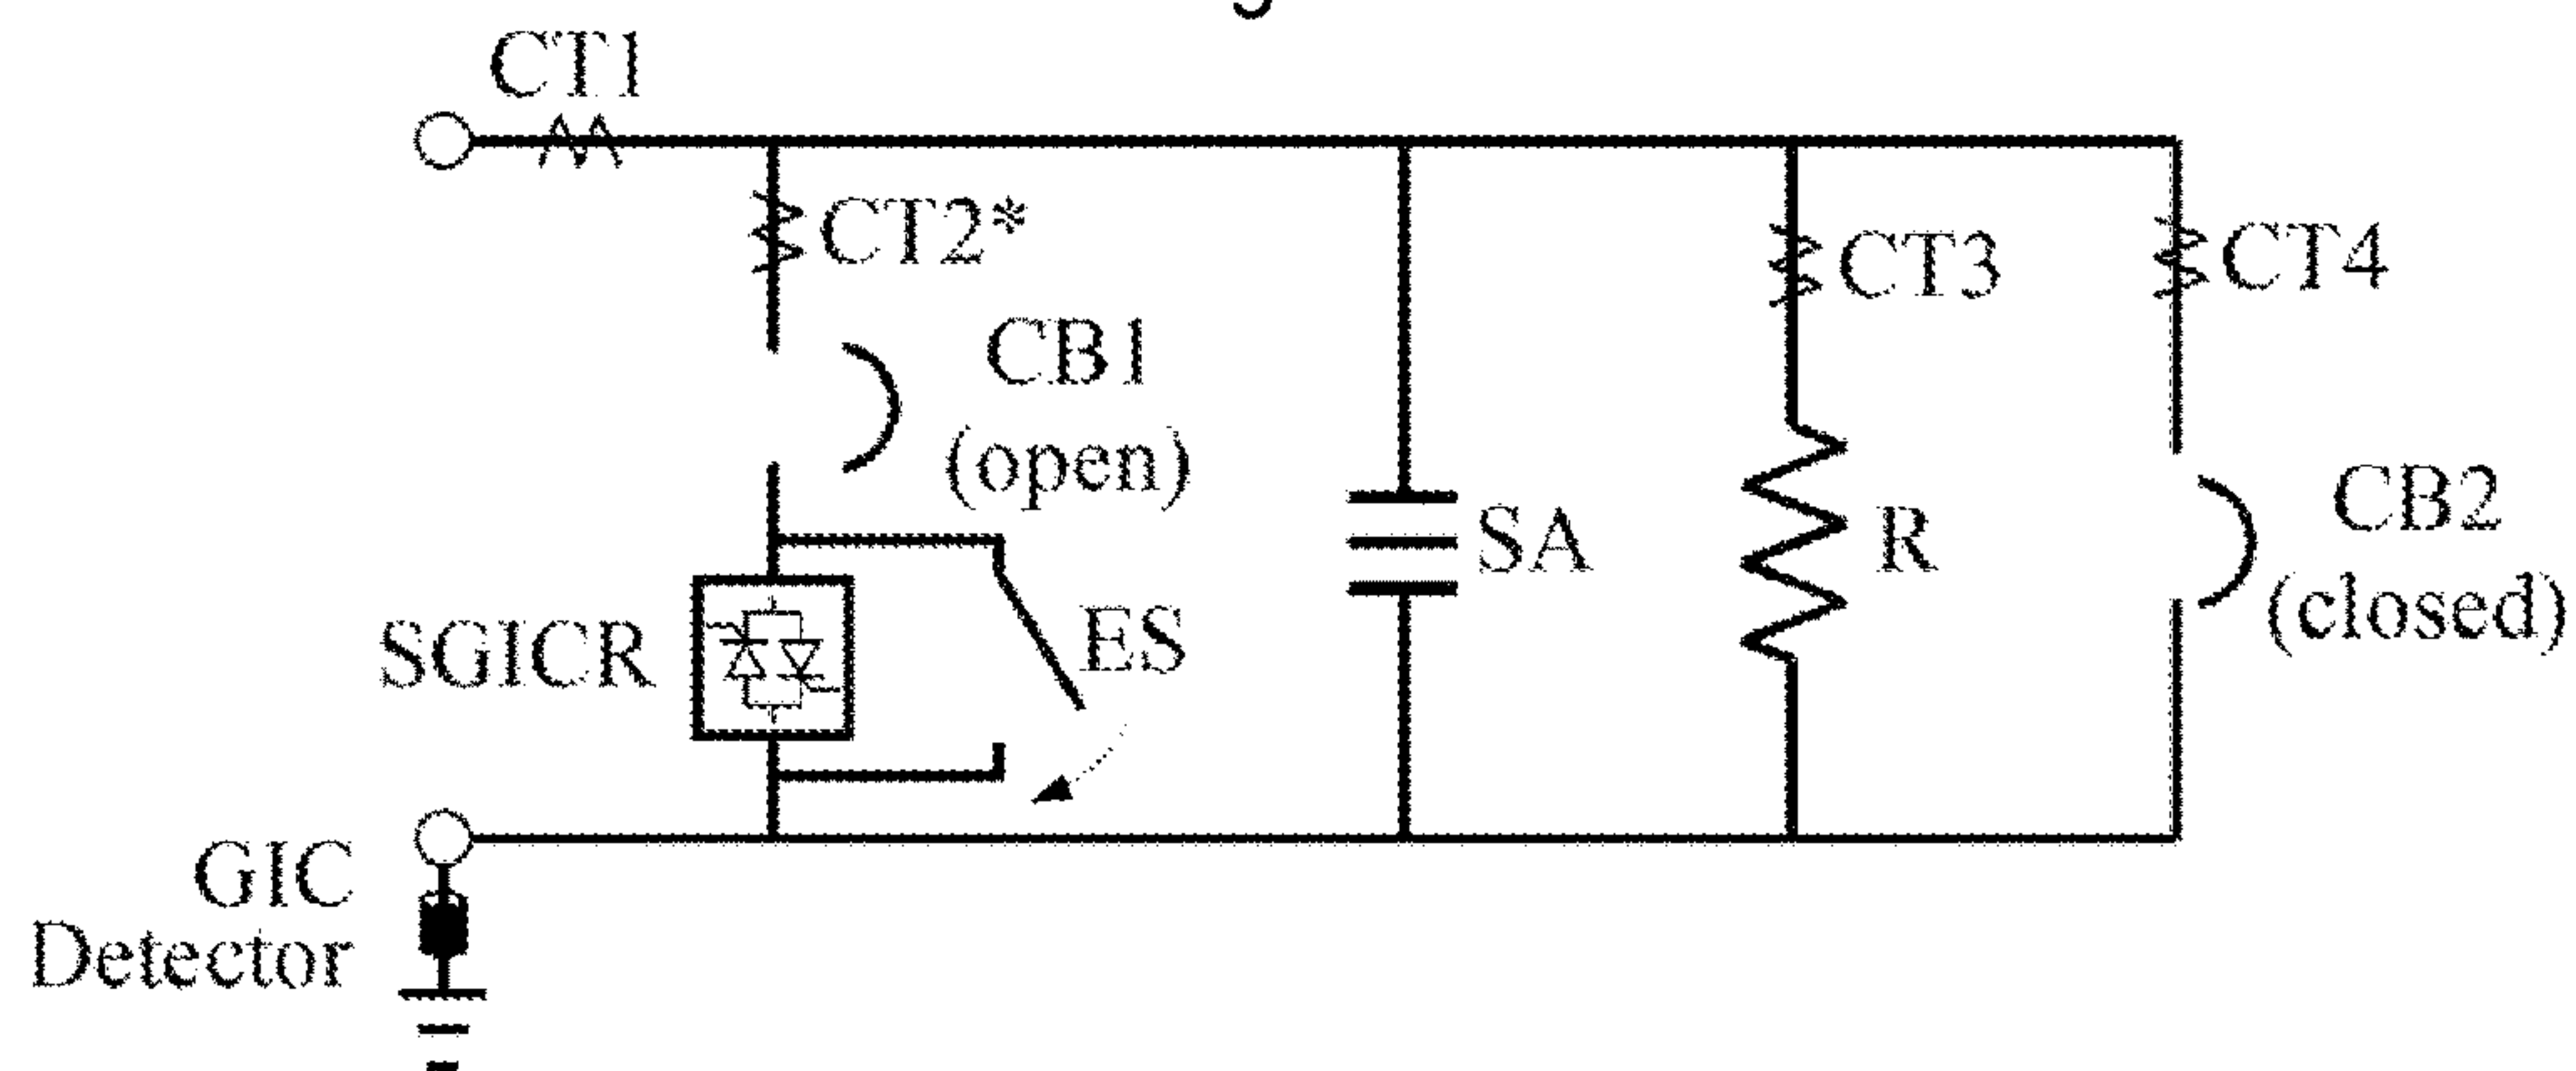 CT1
CT2*
CT3
CT4
CB1
(open)
CB2
(closed)
SA
R
ES
SGICR
GIC
Detector